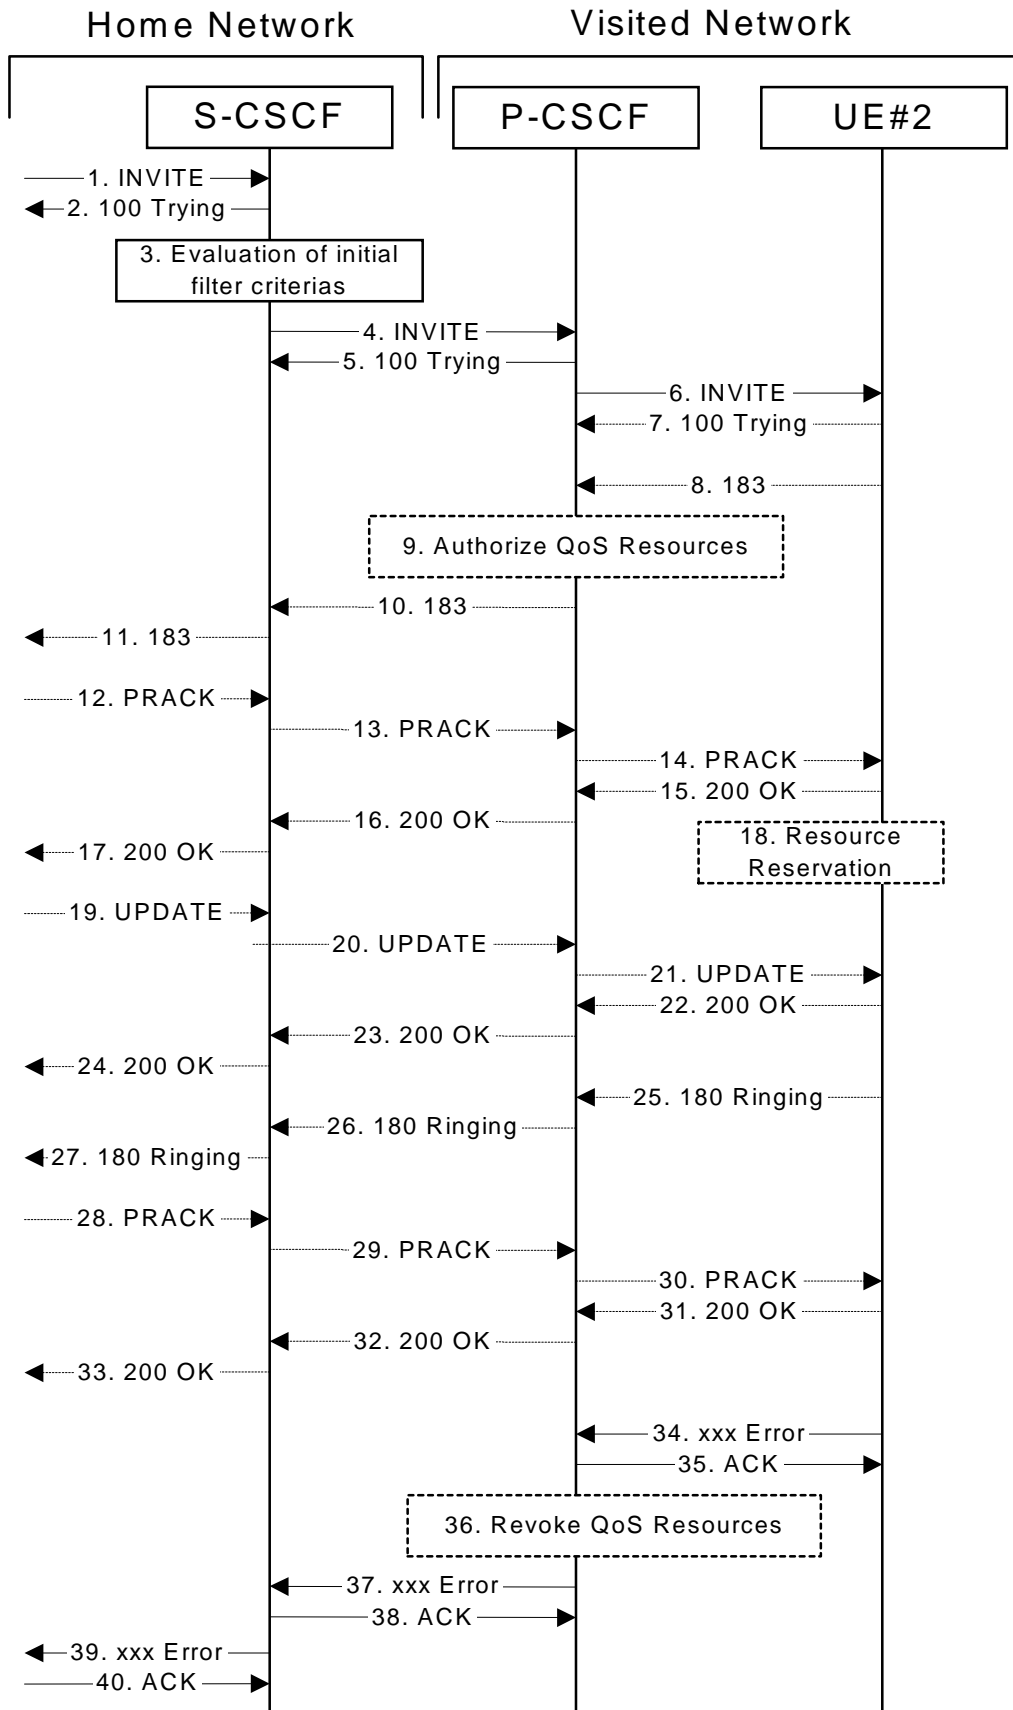 Home Network
Visited Network
S-CSCF
P-CSCF
UE#2
1. INVITE
2. 100 Trying
3. Evaluation of initial
filter criterias
4. INVITE
5. 100 Trying
6. INVITE
7. 100 Trying
8. 183
9. Authorize QoS Resources
10. 183
11. 183
12. PRACK
13. PRACK
14. PRACK
15. 200 OK
16. 200 OK
17. 200 OK
18. Resource
Reservation
19. UPDATE
20. UPDATE
21. UPDATE
22. 200 OK
23. 200 OK
24. 200 OK
25. 180 Ringing
26. 180 Ringing
27. 180 Ringing
28. PRACK
29. PRACK
30. PRACK
31. 200 OK
32. 200 OK
33. 200 OK
34. xxx Error
35. ACK
36. Revoke QoS Resources
37. xxx Error
38. ACK
39. xxx Error
40. ACK